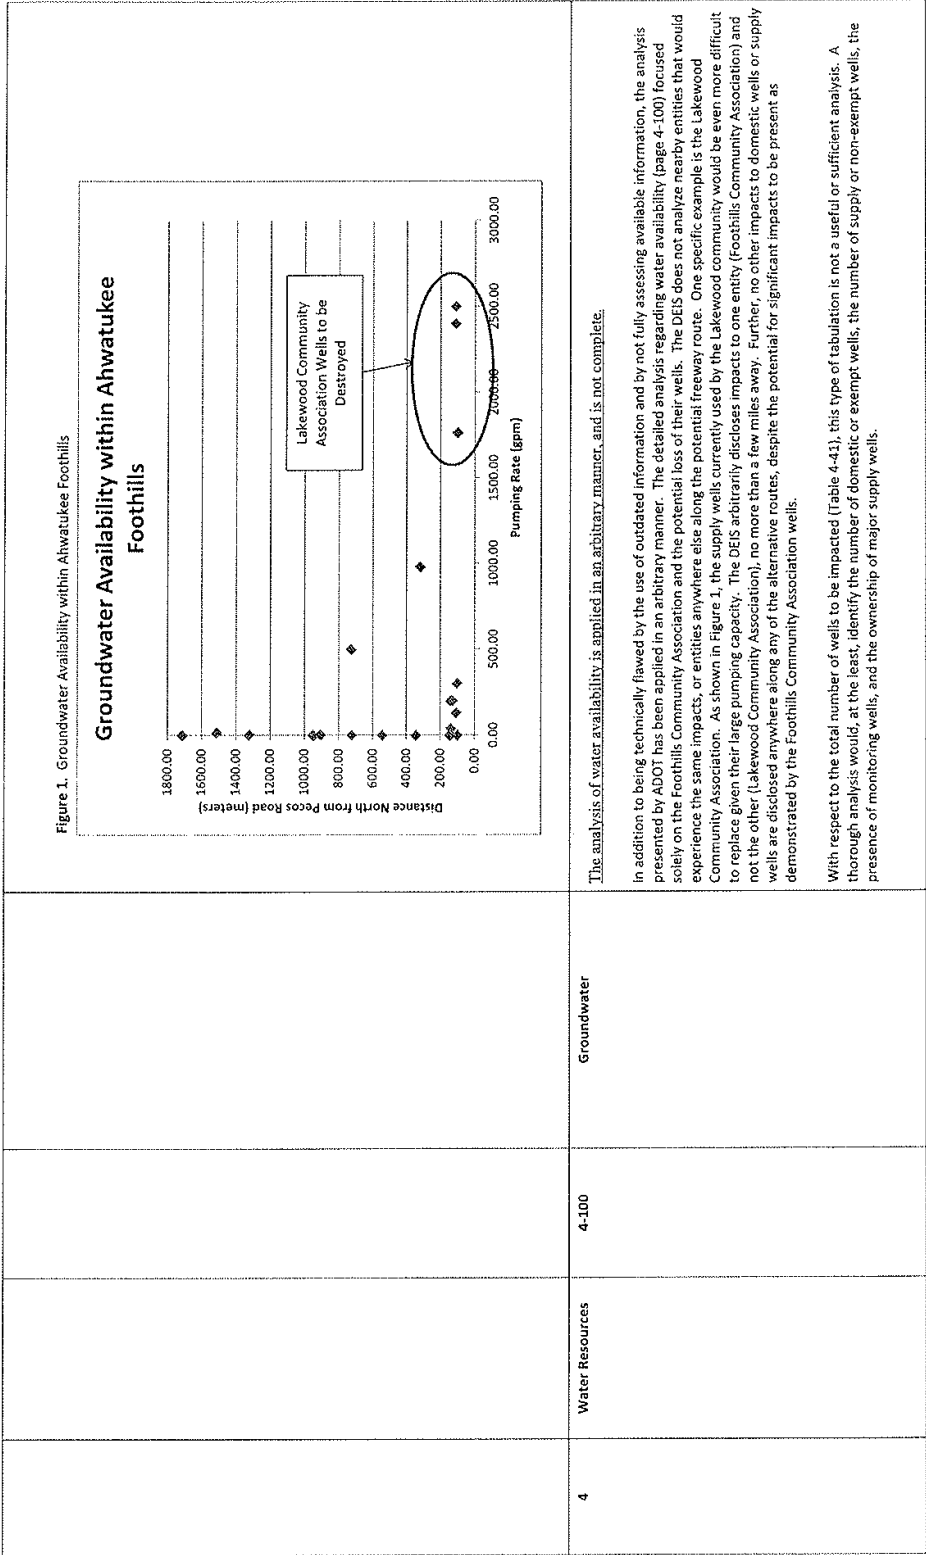 Figure 1.  Groundwater Availability within Ahwatukee Foothills
Groundwater Availability within Ahwatukee
Foothills
Distance North from Pecos Road (meters)
1800.00
1600.00
1400.00
1200.00
1000.00
800.00
600.00
400.00
200.00
0.00
Lakewood Community
Association Wells to be
Destroyed
0.00
500.00
1000.00
1500.00
2000.00
2500.00
3000.00
Pumping Rate (gpm)
4
Water Resources
4-100
Groundwater
The analysis of water availability is applied in an arbitrary manner, and is not complete.
In addition to being technically flawed by the use of outdated information and by not fully assessing available information, the analysis
presented by ADOT has been applied in an arbitrary manner.  The detailed analysis regarding water availability (page 4-100) focused
solely on the Foothills Community Association and the potential loss of their wells.  The DEIS does not analyze nearby entities that would
experience the same impacts, or entities anywhere else along the potential freeway route.  One specific example is the Lakewood
Community Association.  As shown in Figure 1, the supply wells currently used by the Lakewood community would be even more difficult
to replace given their large pumping capacity.  The DEIS arbitrarily discloses impacts to one entity (Foothills Community Association) and
not the other (Lakewood Community Association), no more than a few miles away.  Further, no other impacts to domestic wells or supply
wells are disclosed anywhere along any of the alternative routes, despite the potential for significant impacts to be present as
demonstrated by the Foothills Community Association wells.
With respect to the total number of wells to be impacted (Table 4-41), this type of tabulation is not a useful or sufficient analysis.  A
thorough analysis would, at the least, identify the number of domestic or exempt wells, the number of supply or non-exempt wells, the
presence of monitoring wells, and the ownership of major supply wells.